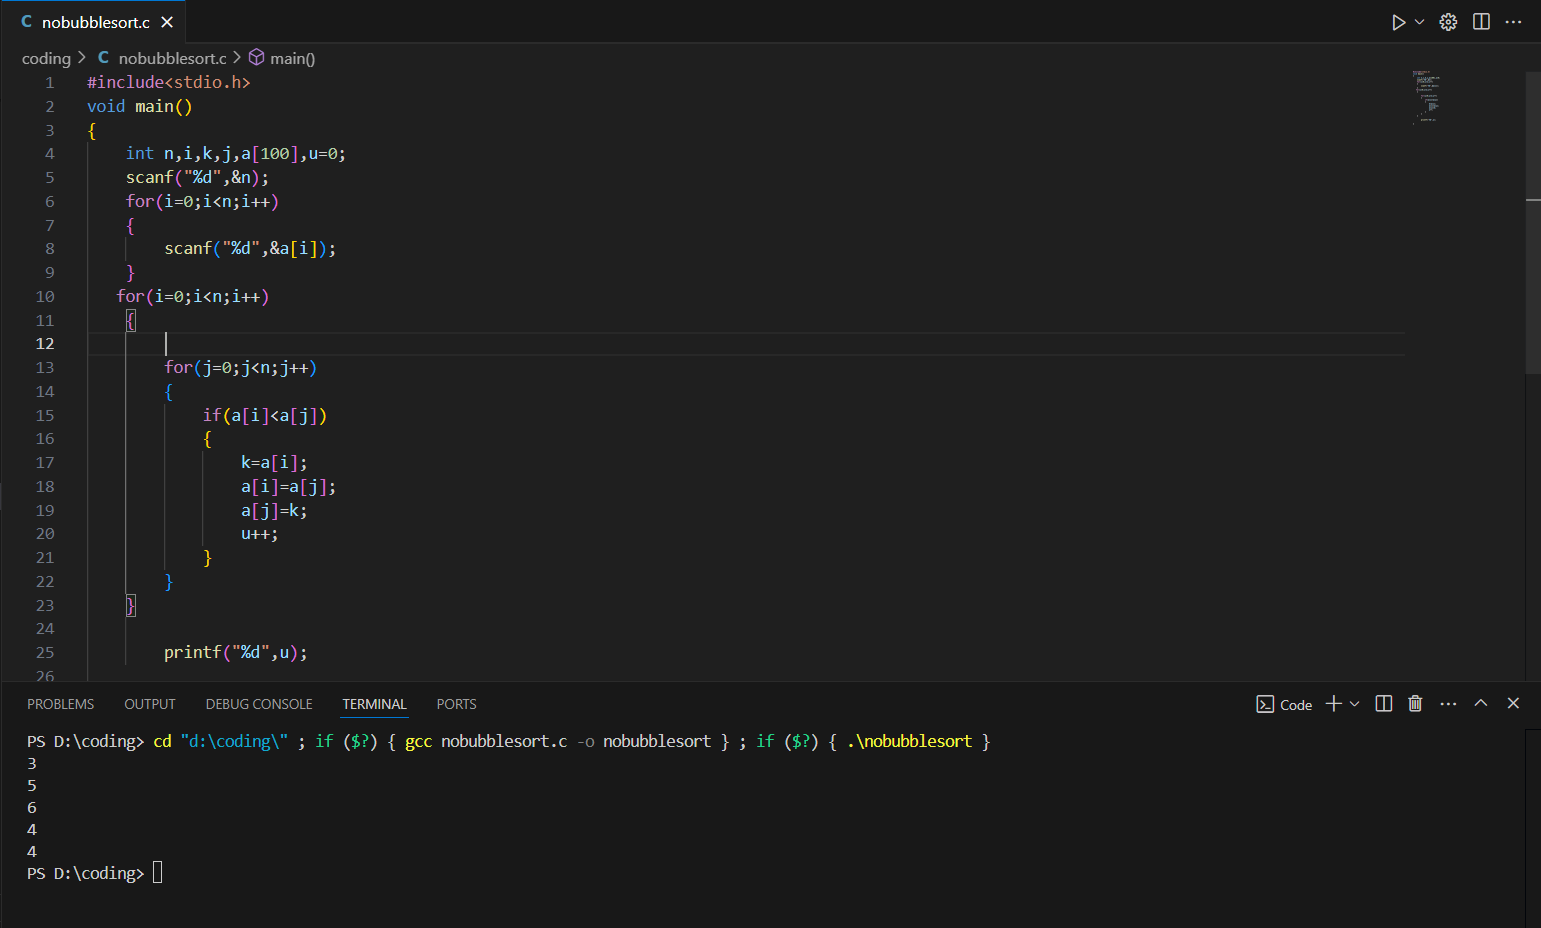 C nobubblesort.c
coding > C nobubblesort.c > main()
1 #include<stdio.h>
2 void main()
3 {
4     int n,i,k,j,a[100],u=0;
5     scanf("%d",&n);
6     for(i=0;i<n;i++)
7     {
8         scanf("%d",&a[i]);
9     }
10    for(i=0;i<n;i++)
11     {
12
13         for(j=0;j<n;j++)
14         {
15             if(a[i]<a[j])
16             {
17                 k=a[i];
18                 a[i]=a[j];
19                 a[j]=k;
20                 u++;
21             }
22         }
23     }
24
25         printf("%d",u);
26
PROBLEMS OUTPUT DEBUG CONSOLE TERMINAL PORTS Code
PS D:\coding> cd "d:\coding\" ; if ($?) { gcc nobubblesort.c -o nobubblesort } ; if ($?) { .\nobubblesort }
3
5
6
4
4
PS D:\coding>